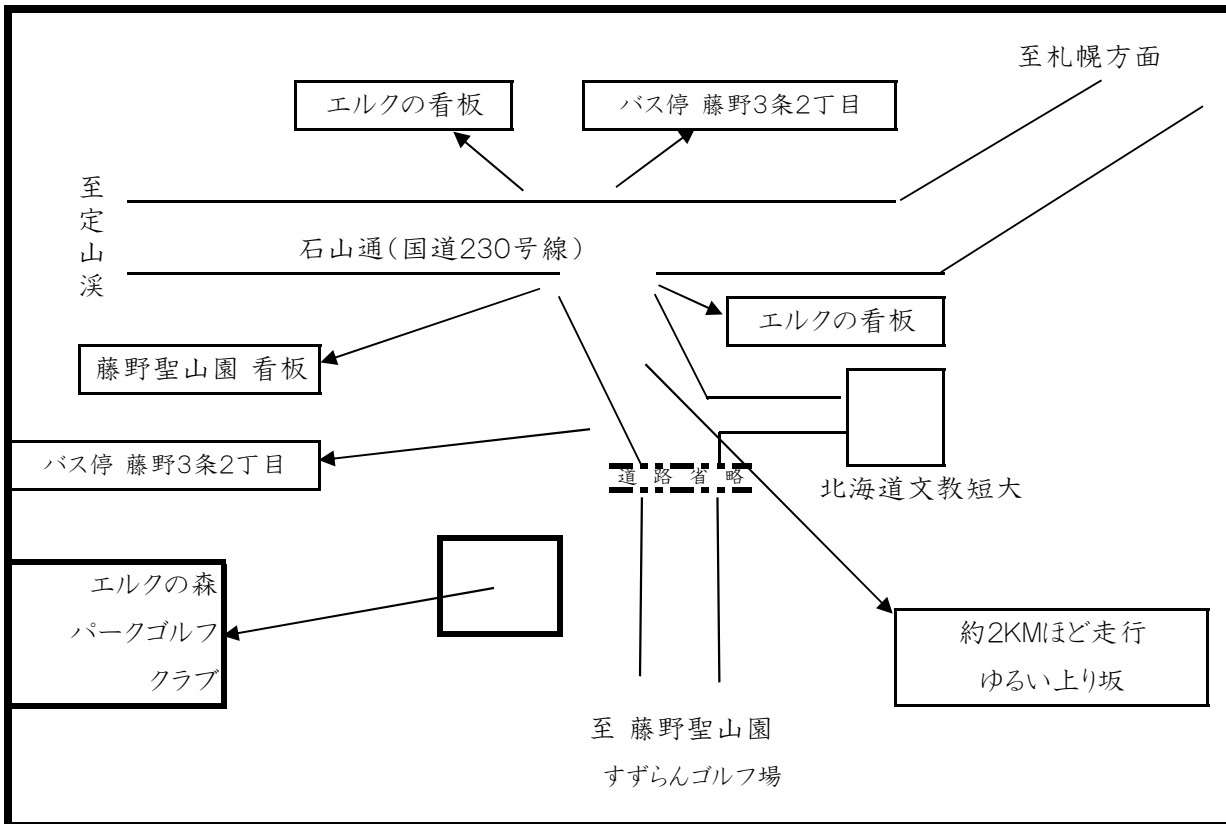 至札幌方面
エルクの看板
バス停 藤野3条2丁目
至定山渓
石山通(国道230号線)
エルクの看板
藤野聖山園 看板
バス停 藤野3条2丁目
道路省略
北海道文教短大
エルクの森
パークゴルフ
クラブ
約2KMほど走行
ゆるい上り坂
至 藤野聖山園
すずらんゴルフ場